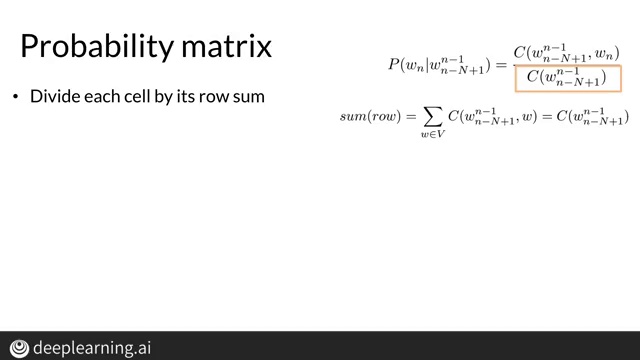 Probability matrix
• Divide each cell by its row sum
P(w_n|w_{n-N+1}^{n-1}) = \frac{C(w_{n-N+1}^{n-1}, w_n)}{C(w_{n-N+1}^{n-1})}
sum(row) = \sum_{w \in V} C(w_{n-N+1}^{n-1}, w) = C(w_{n-N+1}^{n-1})
deeplearning.ai